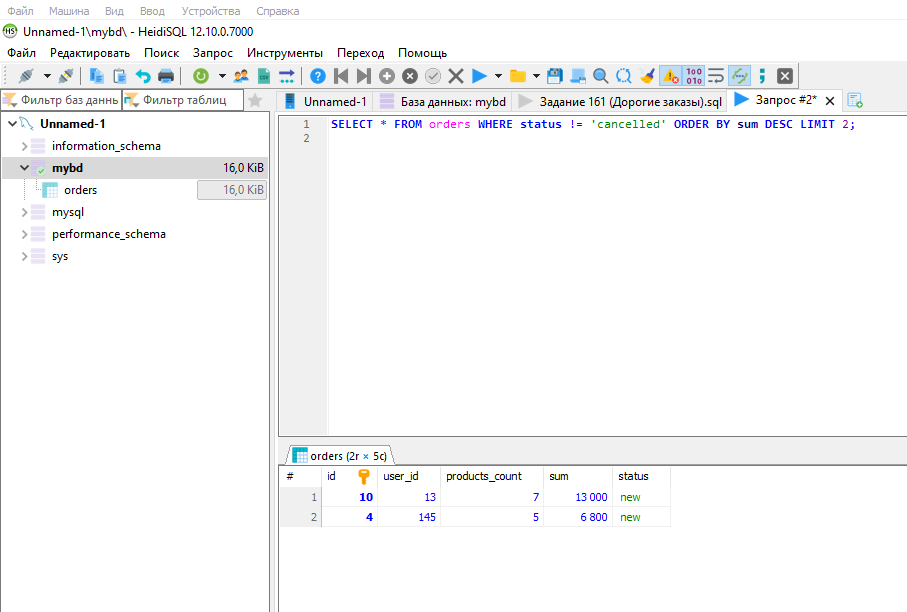 Файл Машина Вид Ввод Устройства Справка
Unnamed-1\mybd\ - HeidiSQL 12.10.0.7000
Файл Редактировать Поиск Запрос Инструменты Переход Помощь
Фильтр баз даннь Фильтр таблиц Unnamed-1 База данных: mybd Задание 161 (Дорогие заказы).sql Запрос #2*
Unnamed-1
information_schema
mybd 16,0 KiB
orders 16,0 KiB
mysql
performance_schema
sys
1 SELECT * FROM orders WHERE status != 'cancelled' ORDER BY sum DESC LIMIT 2;
2
orders (2r × 5c)
# id user_id products_count sum status
1 10 13 7 13 000 new
2 4 145 5 6 800 new